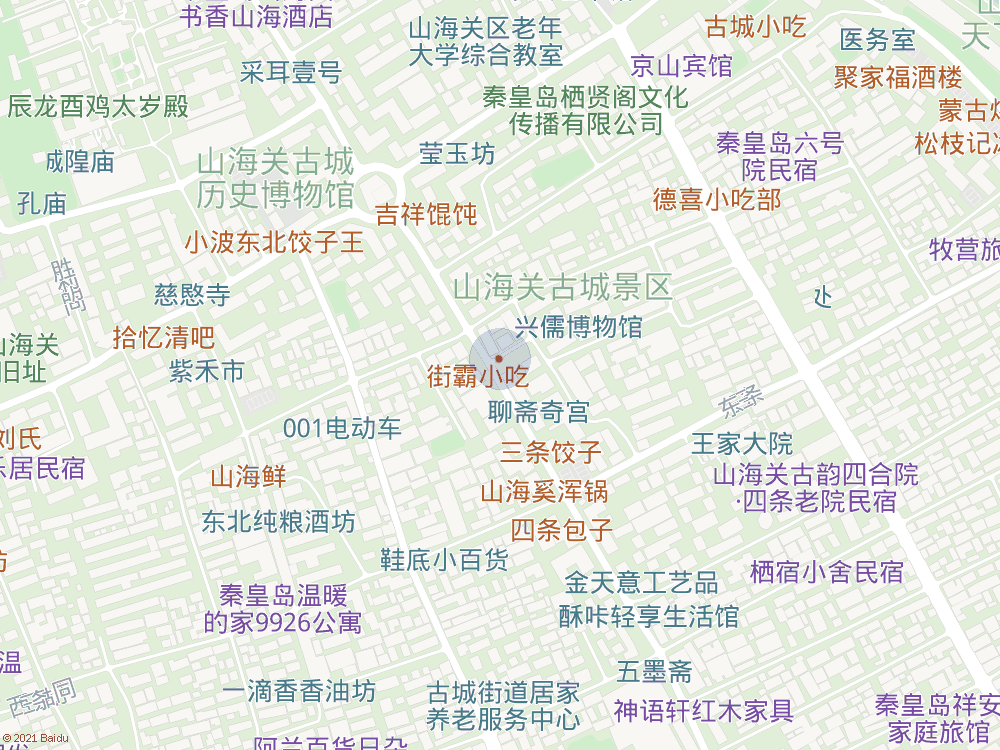 书香山海酒店
山海关区老年
大学综合教室
古城小吃
医务室
京山宾馆
采耳壹号
聚家福酒楼
秦皇岛栖贤阁文化
传播有限公司
辰龙酉鸡太岁殿
秦皇岛六号
院民宿
莹玉坊
山海关古城
历史博物馆
孔庙
德喜小吃部
吉祥馄饨
小波东北饺子王
山海关古城景区
慈愍寺
兴儒博物馆
拾忆清吧
紫禾市
山海关
旧址
街霸小吃
聊斋奇宫
001电动车
刘氏
王家大院
三条饺子
乐居民宿
山海鲜
山海关古韵四合院
·四条老院民宿
山海奚浑锅
东北纯粮酒坊
四条包子
鞋底小百货
栖宿小舍民宿
金天意工艺品
秦皇岛温暖
的家9926公寓
酥咔轻享生活馆
五墨斋
一滴香香油坊
古城街道居家
养老服务中心
神语轩红木家具
秦皇岛祥安
家庭旅馆
© 2021 Baidu